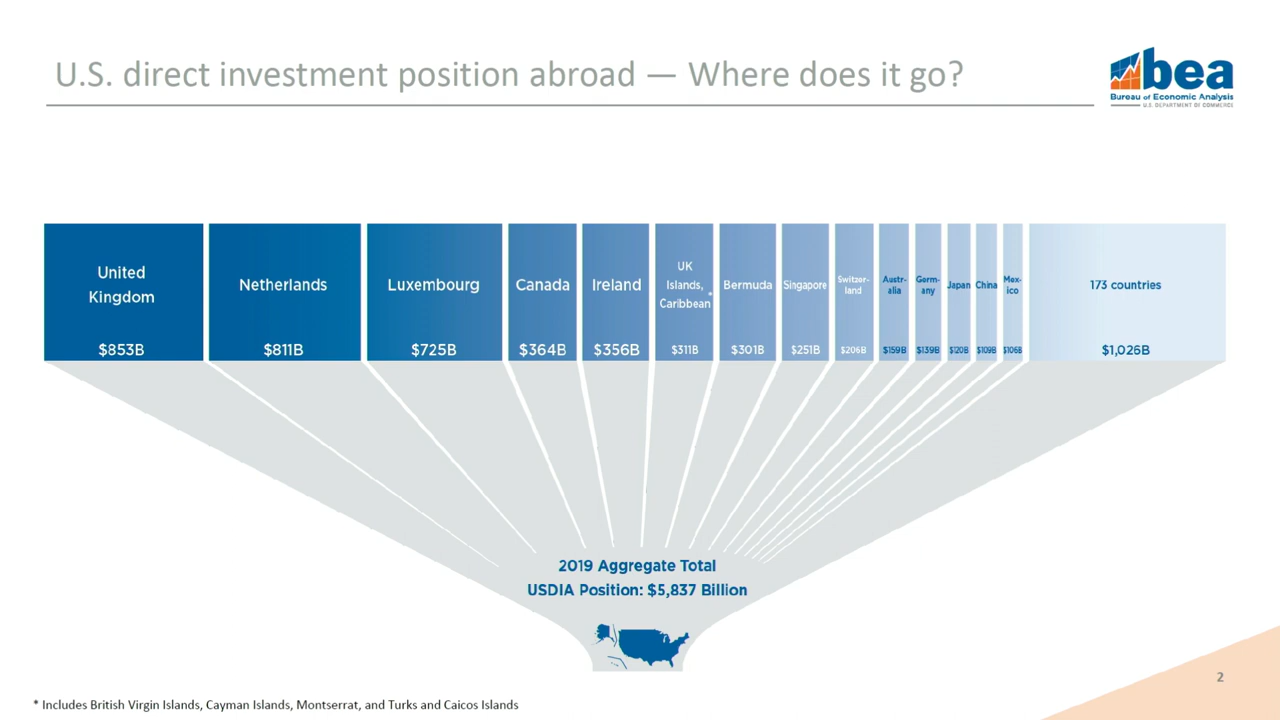 U.S. direct investment position abroad — Where does it go?
bea
Bureau of Economic Analysis
U.S. DEPARTMENT OF COMMERCE
United
Kingdom
$853B
Netherlands
$811B
Luxembourg
$725B
Canada
$364B
Ireland
$356B
UK
Islands,
Caribbean*
$311B
Bermuda
$301B
Singapore
$251B
Switzer-
land
$206B
Austr-
alia
$159B
Germ-
any
$139B
Japan
$120B
China
$109B
Mex-
ico
$106B
173 countries
$1,026B
2019 Aggregate Total
USDIA Position: $5,837 Billion
* Includes British Virgin Islands, Cayman Islands, Montserrat, and Turks and Caicos Islands
2